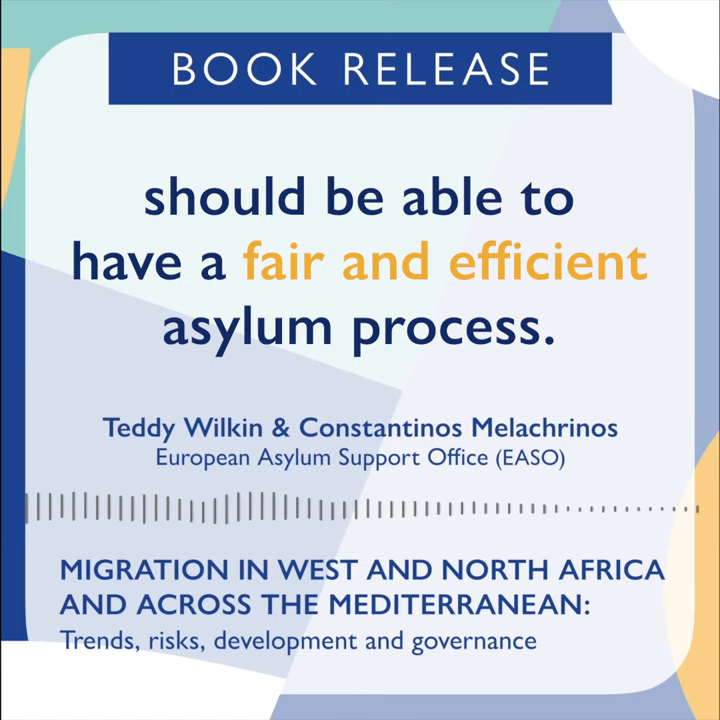 BOOK RELEASE
should be able to
have a fair and efficient
asylum process.
Teddy Wilkin & Constantinos Melachrinos
European Asylum Support Office (EASO)
MIGRATION IN WEST AND NORTH AFRICA
AND ACROSS THE MEDITERRANEAN:
Trends, risks, development and governance